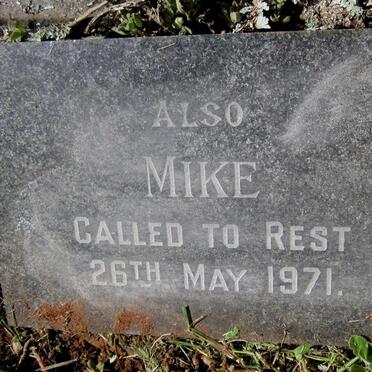 ALSO
MIKE
CALLED TO REST
26TH MAY 1971.